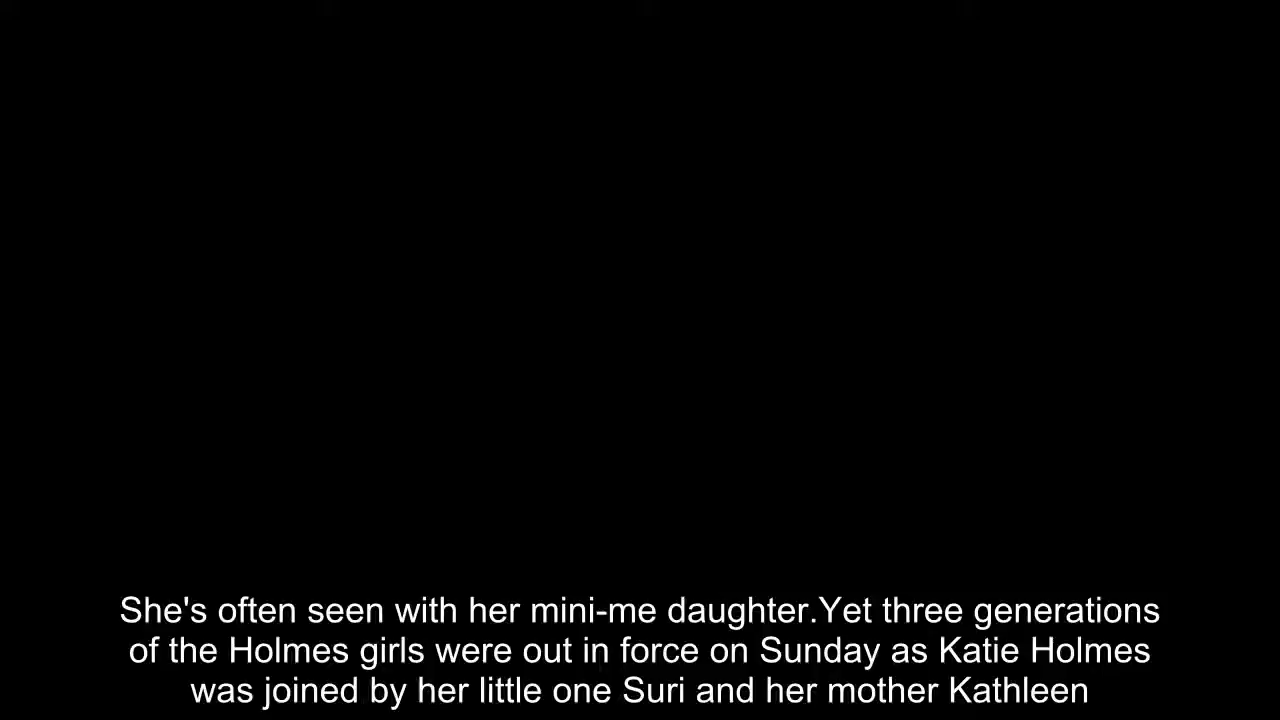 She's often seen with her mini-me daughter.Yet three generations
of the Holmes girls were out in force on Sunday as Katie Holmes
was joined by her little one Suri and her mother Kathleen